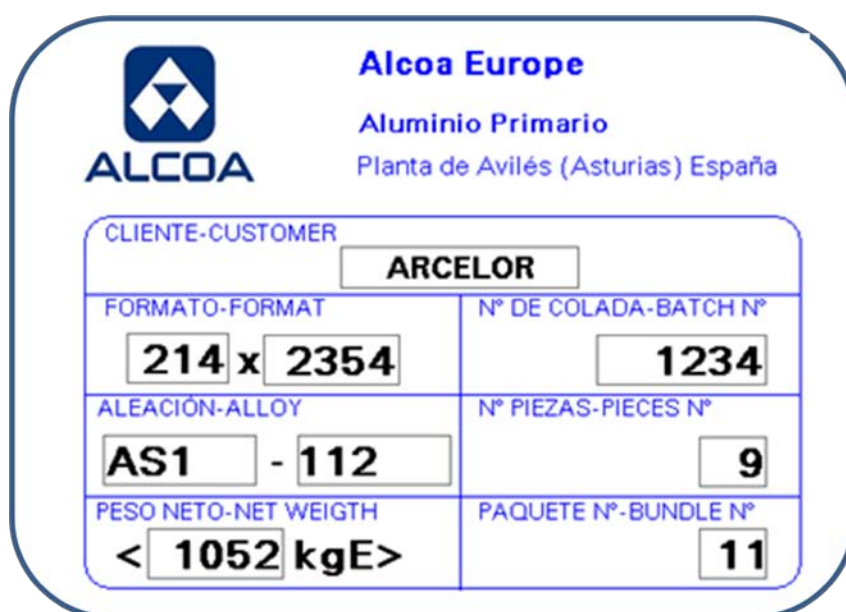 Alcoa Europe
Aluminio Primario
ALCOA
Planta de Avilés (Asturias) España
CLIENTE-CUSTOMER
ARCELOR
FORMATO-FORMAT
214 x 2354
Nº DE COLADA-BATCH Nº
1234
ALEACIÓN-ALLOY
AS1 - 112
Nº PIEZAS-PIECES Nº
9
PESO NETO-NET WEIGTH
< 1052 kgE>
PAQUETE Nº-BUNDLE Nº
11